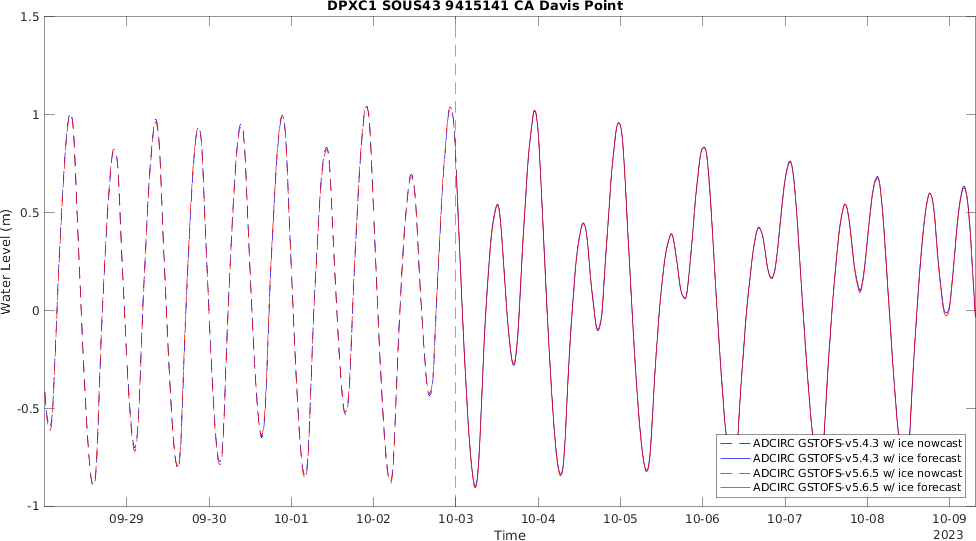 DPXC1 SOUS43 9415141 CA Davis Point
1.5
1
0.5
0
-0.5
-1
Water Level (m)
09-29 09-30 10-01 10-02 10-03 10-04 10-05 10-06 10-07 10-08 10-09
Time
2023
ADCIRC GSTOFS-v5.4.3 w/ ice nowcast
ADCIRC GSTOFS-v5.4.3 w/ ice forecast
ADCIRC GSTOFS-v5.6.5 w/ ice nowcast
ADCIRC GSTOFS-v5.6.5 w/ ice forecast